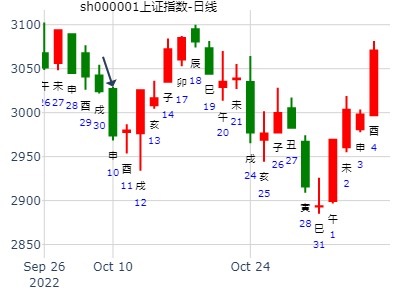 sh000001上证指数-日线
3100
3050
3000
2950
2900
2850
午
26
未
27
申
28
酉
29
戌
30
申
10
酉
11
戌
12
亥
13
子
14
卯
17
辰
18
巳
19
午
20
未
21
戌
24
亥
25
子
26
丑
27
寅
28
巳
31
午
1
未
2
申
3
酉
4
Sep 26
2022
Oct 10
Oct 24